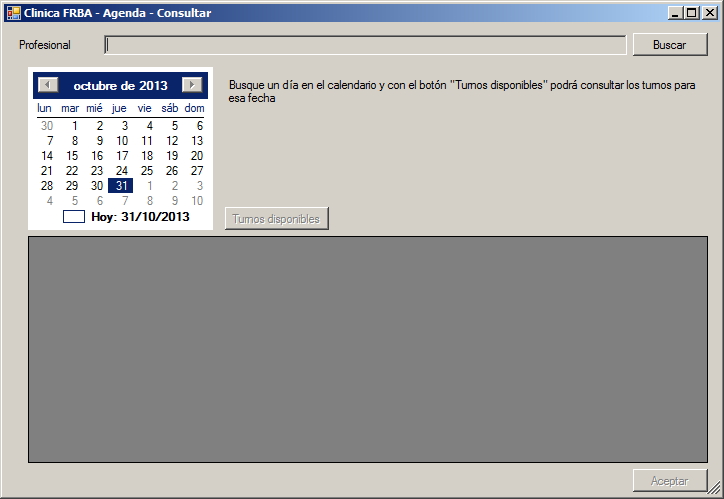 Clinica FRBA - Agenda - Consultar
Profesional
Buscar
octubre de 2013
lun mar mié jue vie sáb dom
30 1 2 3 4 5 6
7 8 9 10 11 12 13
14 15 16 17 18 19 20
21 22 23 24 25 26 27
28 29 30 31 1 2 3
4 5 6 7 8 9 10
Hoy: 31/10/2013
Busque un día en el calendario y con el botón "Turnos disponibles" podrá consultar los turnos para
esa fecha
Turnos disponibles
Aceptar